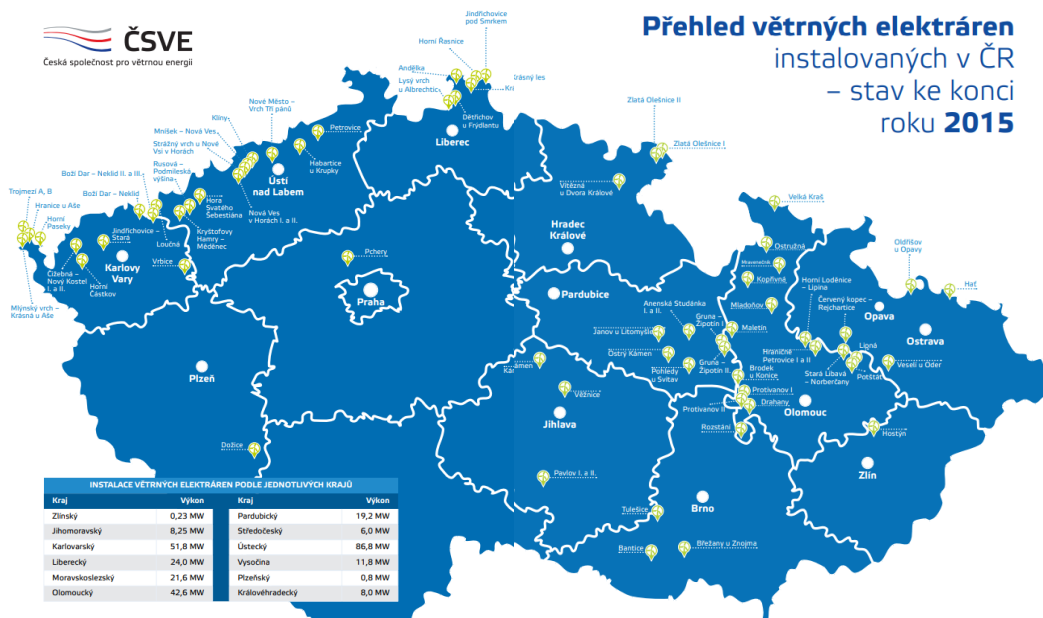 ČSVE
Česká společnost pro větrnou energii
Přehled větrných elektráren
instalovaných v ČR
– stav ke konci
roku 2015
Jindřichovice
pod Smrkem
Horní Řasnice
Andělka
Lysý vrch
u Albrechtic
Krásný les
Dětřichov
u Frýdlantu
Liberec
Nové Město –
Vrch Tří pánů
Klíny
Petrovice
Mníšek – Nová Ves
Strážný vrch u Nové
Vsi v Horách
Habartice
u Krupky
Rusová –
Podmileská
výšina
Ústí
nad Labem
Boží Dar – Neklid II. a III.
Boží Dar – Neklid
Hora
Svatého
Šebestiána
Nová Ves
v Horách I. a II.
Trojmezí A, B
Hranice u Aše
Horní
Paseky
Jindřichovice –
Stará
Loučná
Kryštofovy
Hamry –
Měděnec
Karlovy
Vary
Vrbice
Čižebná –
Nový Kostel
I. a II.
Horní
Částkov
Mlýnský vrch –
Krásná u Aše
Pchery
Praha
Plzeň
Dožice
Zlatá Olešnice II
Zlatá Olešnice I
Vítězná
u Dvora Králové
Hradec
Králové
Pardubice
Velká Kraš
Ostružná
Mravenečník
Kopřivná
Mladoňov
Maletín
Oldřišov
u Opavy
Hať
Horní Loděnice
– Lipina
Červený kopec –
Rejchartice
Opava
Ostrava
Anenská Studánka
I. a II.
Gruna –
Žipotín I
Janov u Litomyšle
Ostrý Kámen
Pohledy
u Svitav
Gruna –
Žipotín II.
Hraničné
Petrovice I a II
Lipná
Stará Libavá
– Norberčany
Potštát
Veselí u Oder
Brodek
u Konice
Protivanov I
Protivanov II
Drahany
Rozstání
Olomouc
Hostýn
Zlín
Kámen
Věžnice
Jihlava
Pavlov I. a II.
Tulešice
Brno
Bantice
Břežany u Znojma
INSTALACE VĚTRNÝCH ELEKTRÁREN PODLE JEDNOTLIVÝCH KRAJŮ
Kraj Výkon Kraj Výkon
Zlínský 0,23 MW Pardubický 19,2 MW
Jihomoravský 8,25 MW Středočeský 6,0 MW
Karlovarský 51,8 MW Ústecký 86,8 MW
Liberecký 24,0 MW Vysočina 11,8 MW
Moravskoslezský 21,6 MW Plzeňský 0,8 MW
Olomoucký 42,6 MW Královéhradecký 8,0 MW